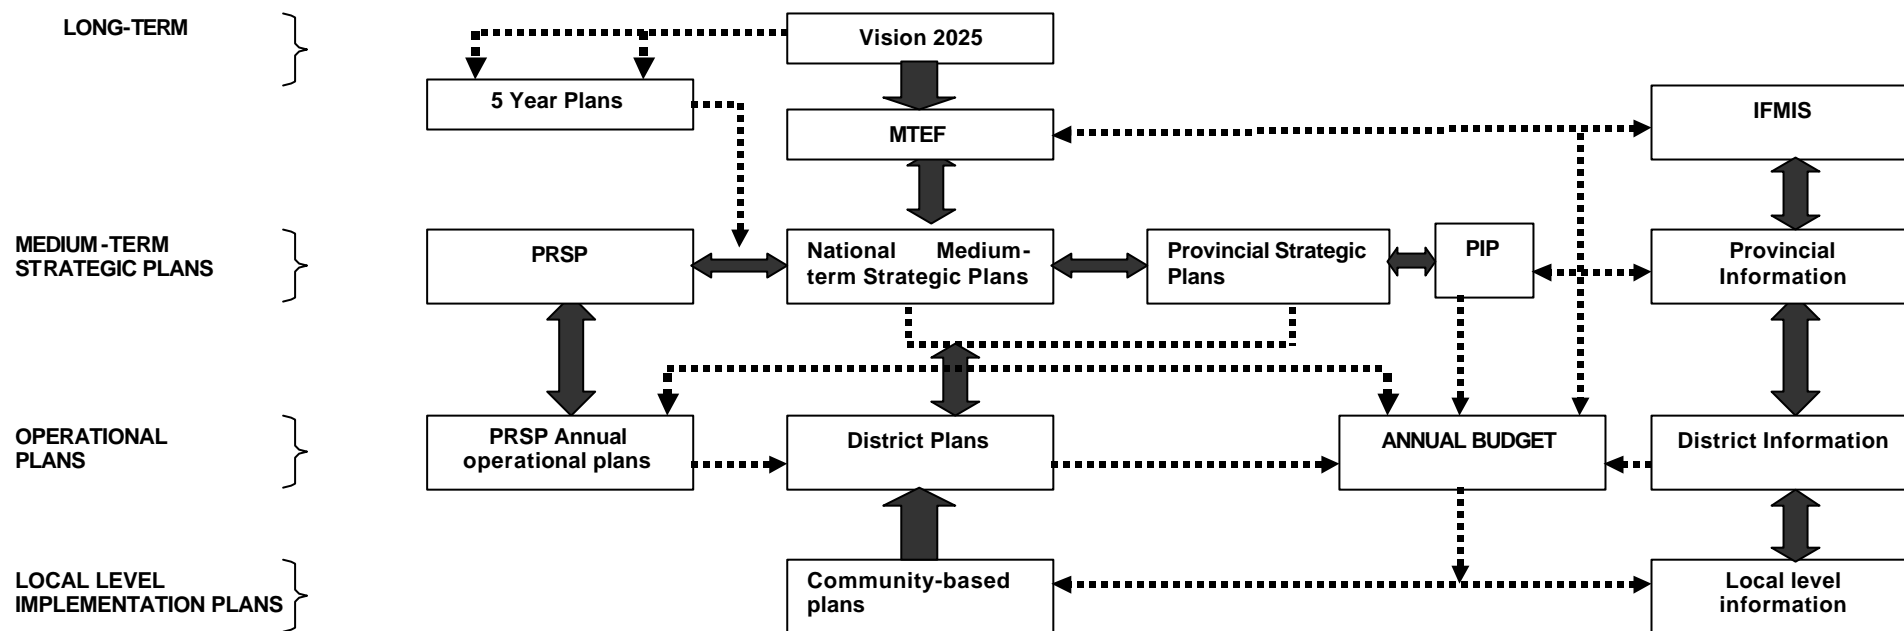 LONG-TERM
Vision 2025
5 Year Plans
MTEF
IFMIS
MEDIUM-TERM
STRATEGIC PLANS
PRSP
National Medium-
term Strategic Plans
Provincial Strategic
Plans
PIP
Provincial
Information
OPERATIONAL
PLANS
PRSP Annual
operational plans
District Plans
ANNUAL BUDGET
District Information
LOCAL LEVEL
IMPLEMENTATION PLANS
Community-based
plans
Local level
information